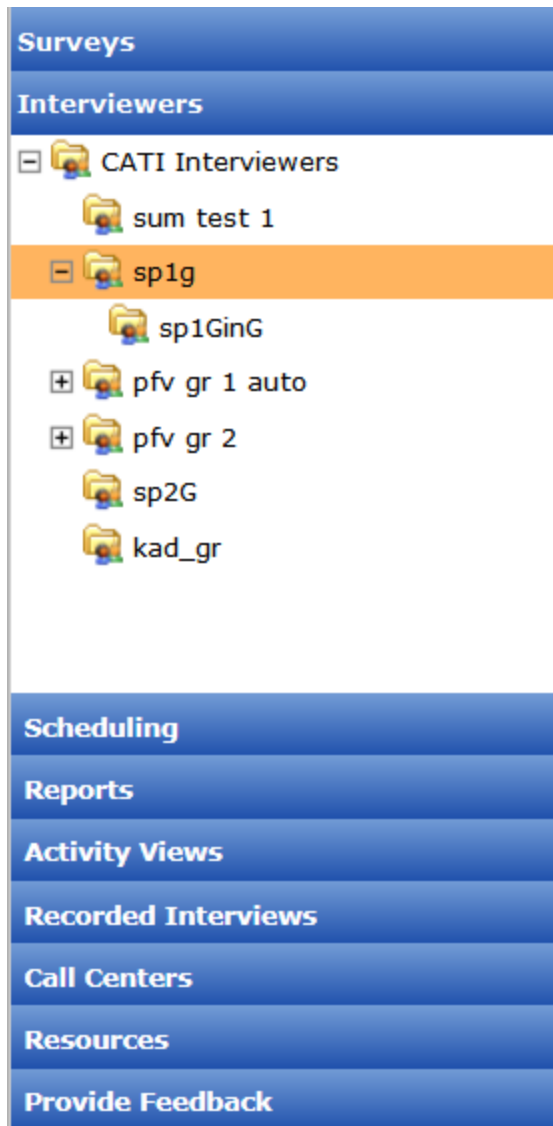 Surveys
Interviewers
CATI Interviewers
sum test 1
sp1g
sp1GinG
pfv gr 1 auto
pfv gr 2
sp2G
kad_gr
Scheduling
Reports
Activity Views
Recorded Interviews
Call Centers
Resources
Provide Feedback